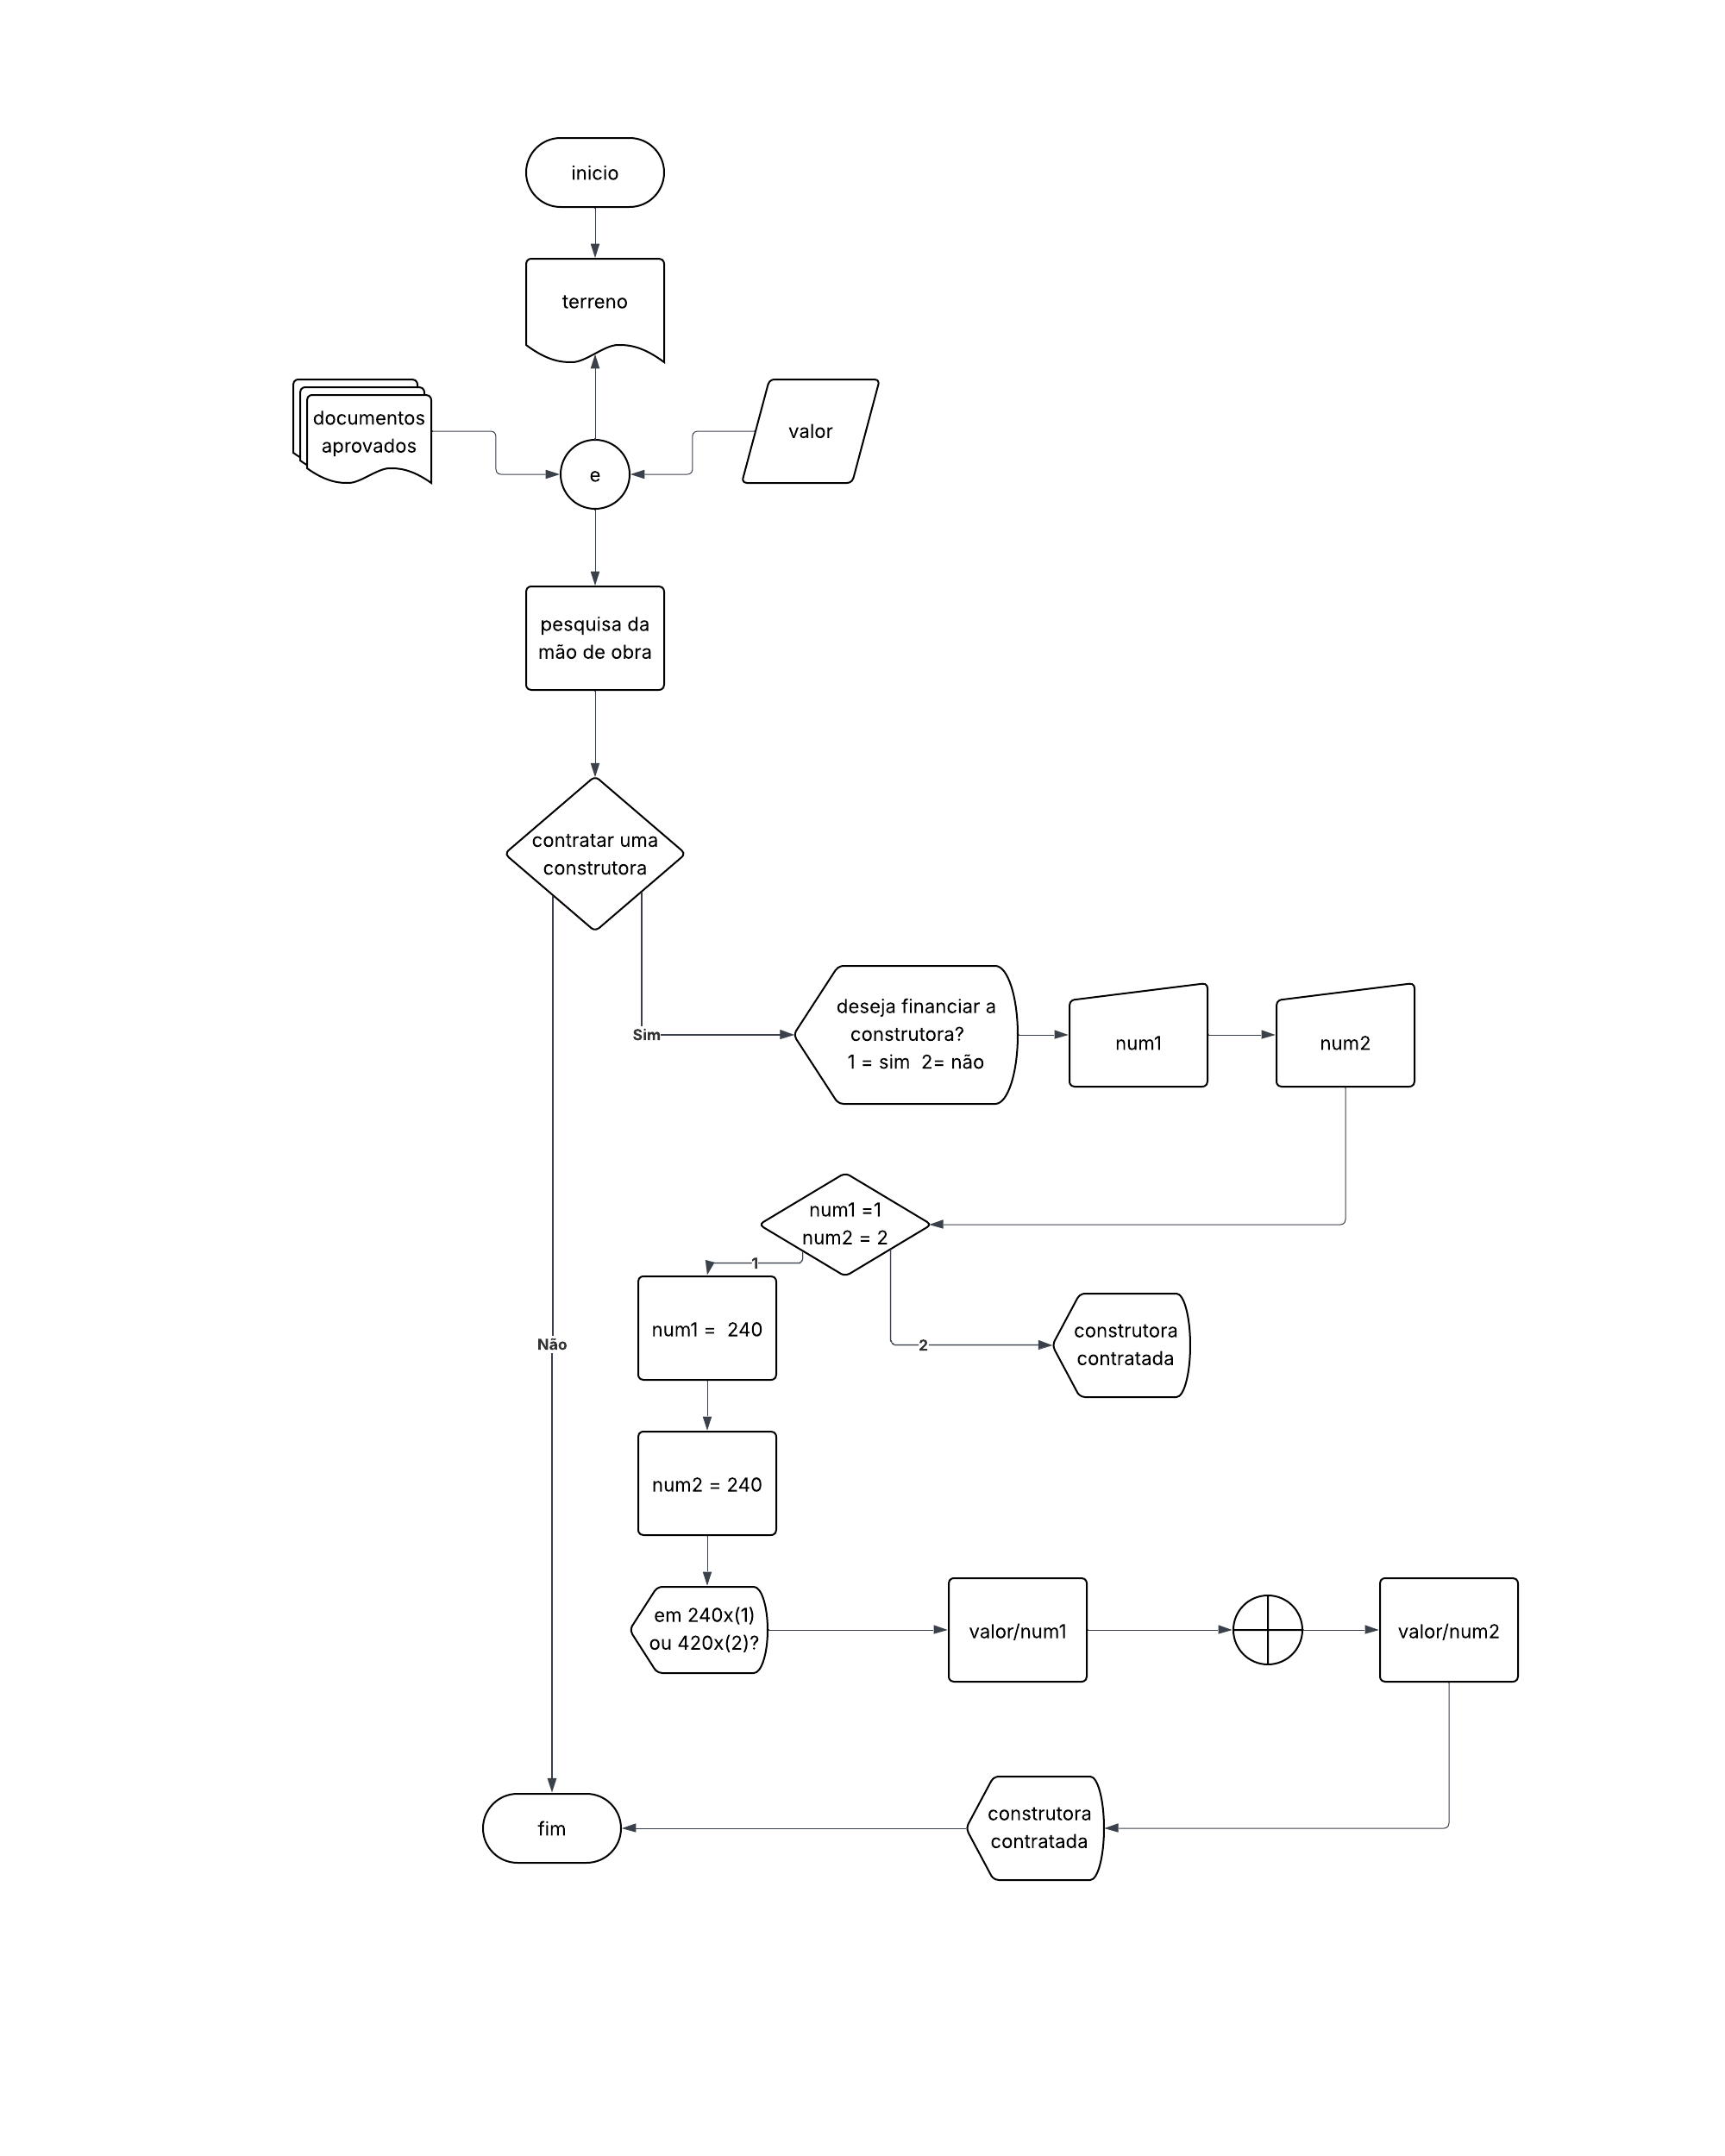 inicio
terreno
documentos
aprovados
valor
e
pesquisa da
mão de obra
contratar uma
construtora
Sim
deseja financiar a
construtora?
1 = sim  2= não
num1
num2
num1 =1
num2 = 2
1
num1 =  240
2
construtora
contratada
Não
num2 = 240
em 240x(1)
ou 420x(2)?
valor/num1
valor/num2
construtora
contratada
fim